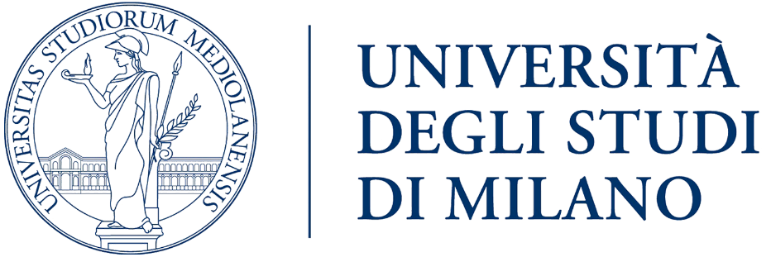 UNIVERSITAS STUDIORUM MEDIOLANENSIS
UNIVERSITÀ
DEGLI STUDI
DI MILANO